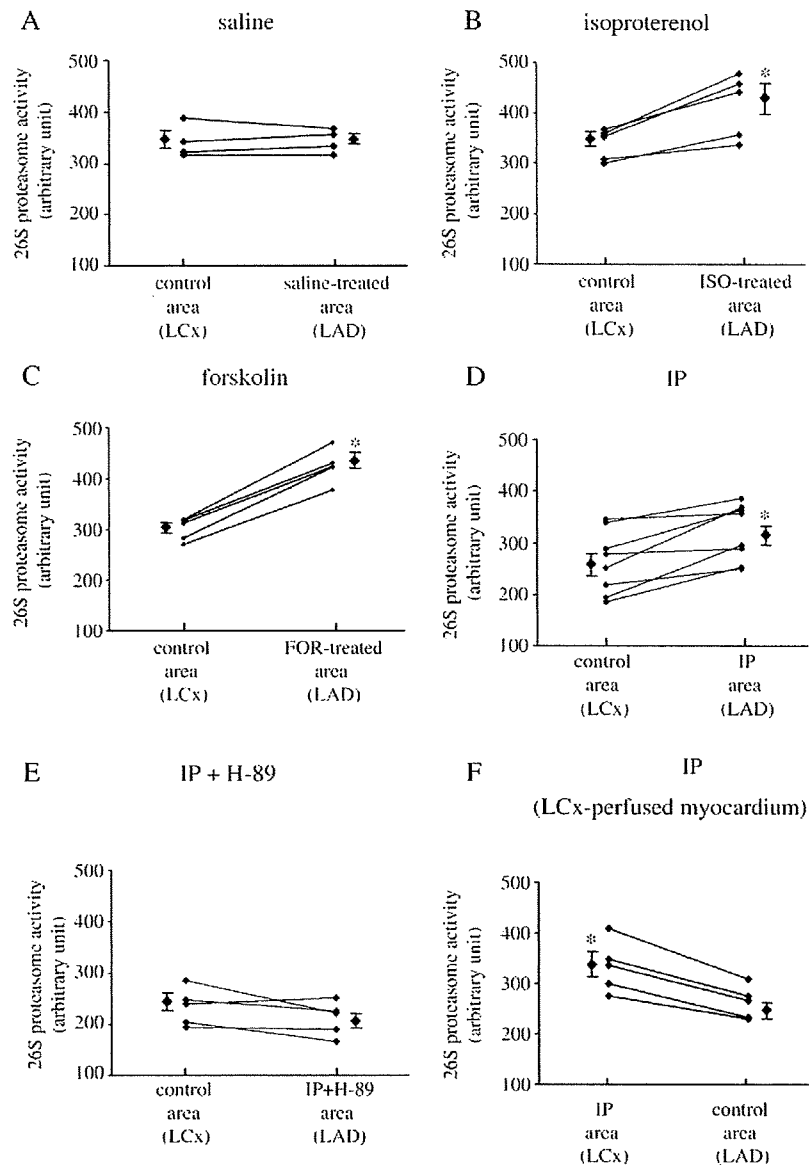 A
saline
26S proteasome activity
(arbitrary unit)
500
400
300
200
100
control
area
(LCx)
saline-treated
area
(LAD)
B
isoproterenol
26S proteasome activity
(arbitrary unit)
500
400
300
200
100
*
control
area
(LCx)
ISO-treated
area
(LAD)
C
forskolin
26S proteasome activity
(arbitrary unit)
500
400
300
200
100
*
control
area
(LCx)
FOR-treated
area
(LAD)
D
IP
26S proteasome activity
(arbitrary unit)
500
400
300
200
100
*
control
area
(LCx)
IP
area
(LAD)
E
IP + H-89
26S proteasome activity
(arbitrary unit)
500
400
300
200
100
control
area
(LCx)
IP+H-89
area
(LAD)
F
IP
(LCx-perfused myocardium)
26S proteasome activity
(arbitrary unit)
500
400
300
200
100
*
IP
area
(LCx)
control
area
(LAD)